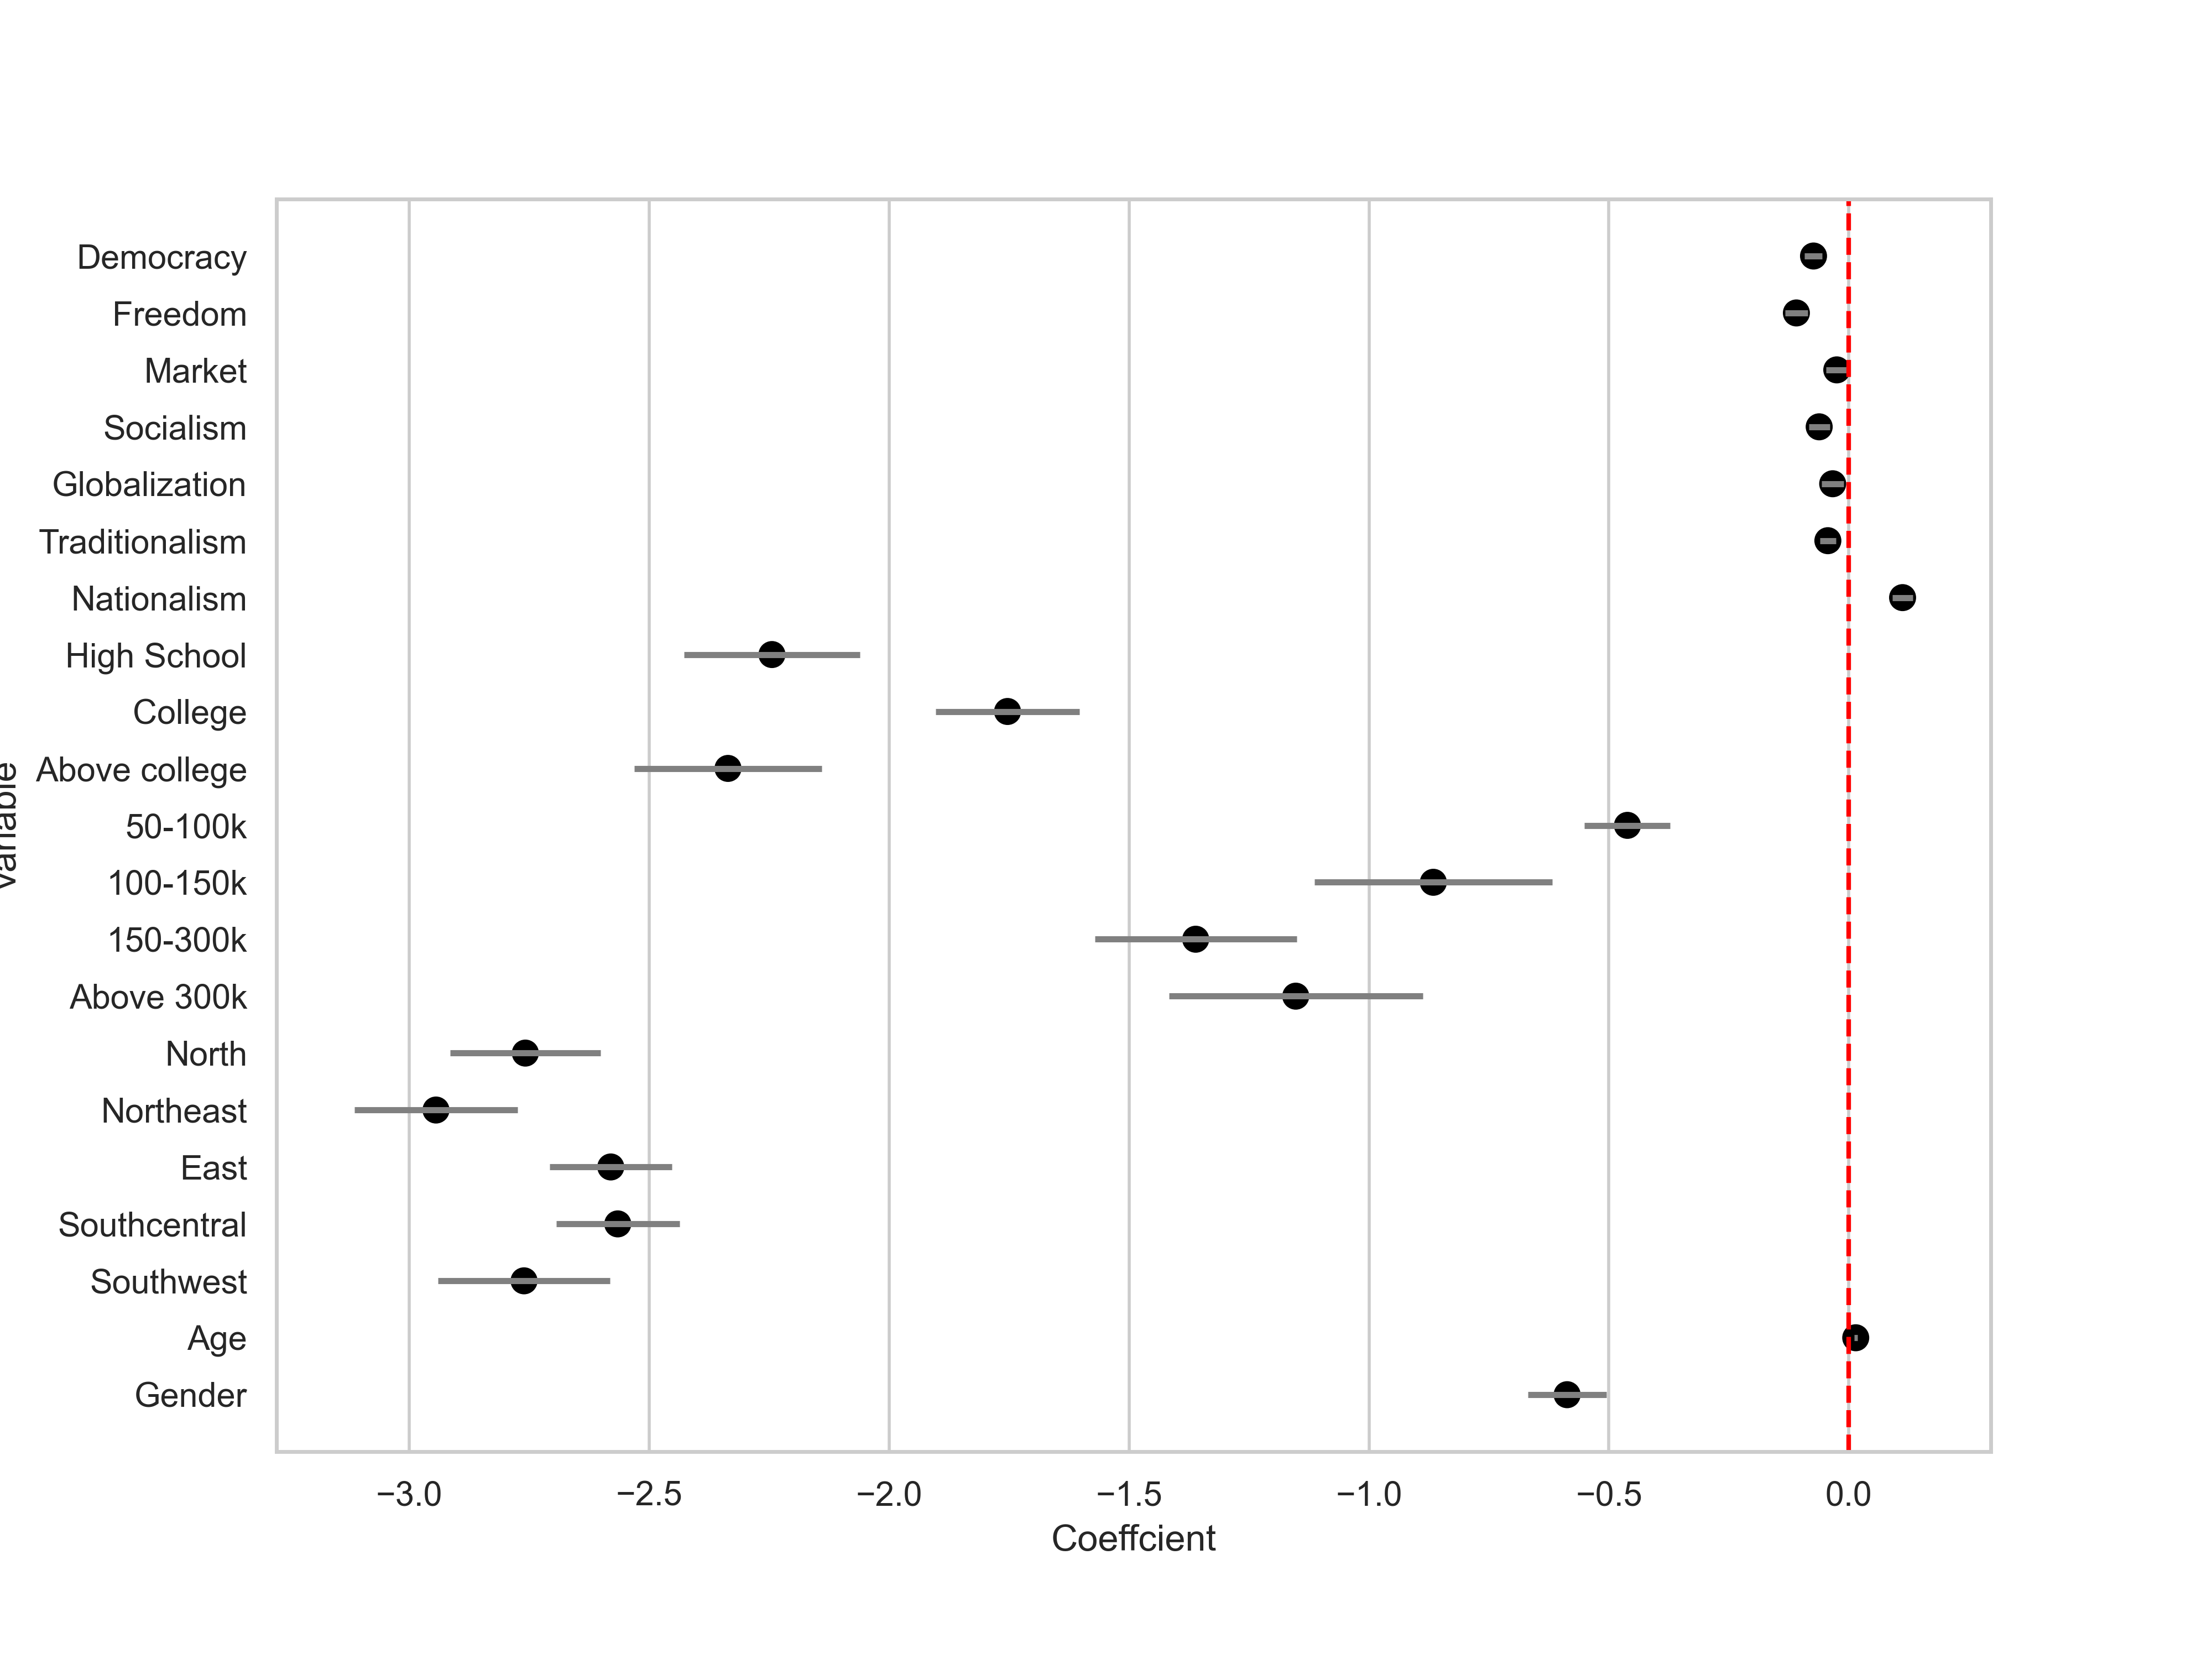 Democracy
Freedom
Market
Socialism
Globalization
Traditionalism
Nationalism
High School
College
Above college
50-100k
100-150k
150-300k
Above 300k
North
Northeast
East
Southcentral
Southwest
Age
Gender
Variable
−3.0 −2.5 −2.0 −1.5 −1.0 −0.5 0.0
Coeffcient